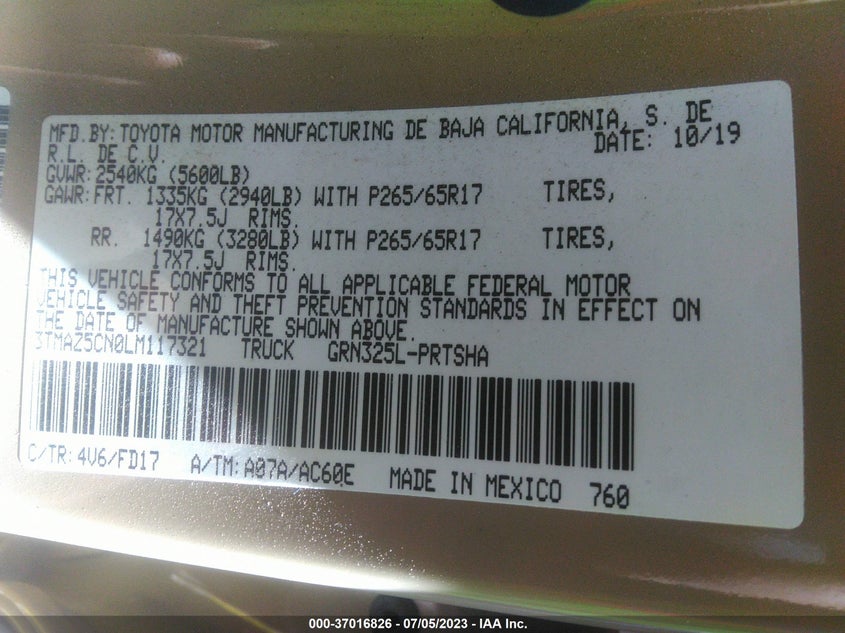 MFD.BY:TOYOTA MOTOR MANUFACTURING DE BAJA CALIFORNIA, S. DE
R.L. DE C.V. DATE: 10/19
GVWR:2540KG (5600LB)
GAWR:FRT. 1335KG (2940LB) WITH P265/65R17 TIRES,
17X7.5J RIMS.
RR. 1490KG (3280LB) WITH P265/65R17 TIRES,
17X7.5J RIMS.
THIS VEHICLE CONFORMS TO ALL APPLICABLE FEDERAL MOTOR
VEHICLE SAFETY AND THEFT PREVENTION STANDARDS IN EFFECT ON
THE DATE OF MANUFACTURE SHOWN ABOVE.
3TMAZ5CN0LM117321 TRUCK GRN325L-PRTSHA
C/TR:4V6/FD17 A/TM:A07A/AC60E MADE IN MEXICO 760
000-37016826 - 07/05/2023 - IAA Inc.